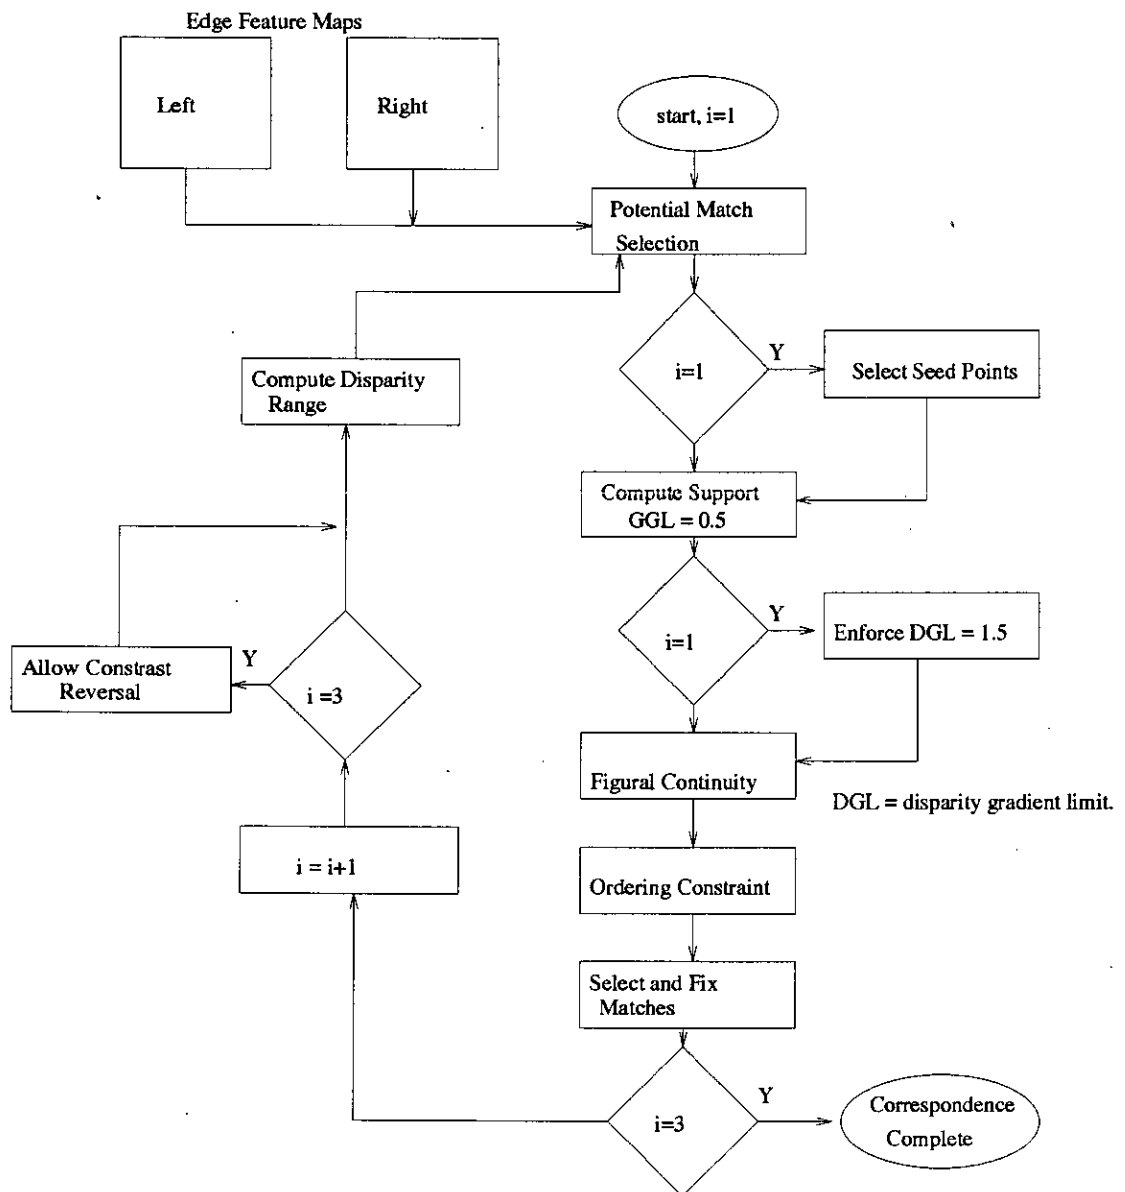 Edge Feature Maps
Left
Right
start, i=1
Potential Match
Selection
i=1
Y
Select Seed Points
Compute Disparity
Range
Compute Support
GGL = 0.5
i=1
Y
Enforce DGL = 1.5
Allow Constrast
Reversal
Y
i =3
Figural Continuity
DGL = disparity gradient limit.
i = i+1
Ordering Constraint
Select and Fix
Matches
i=3
Y
Correspondence
Complete